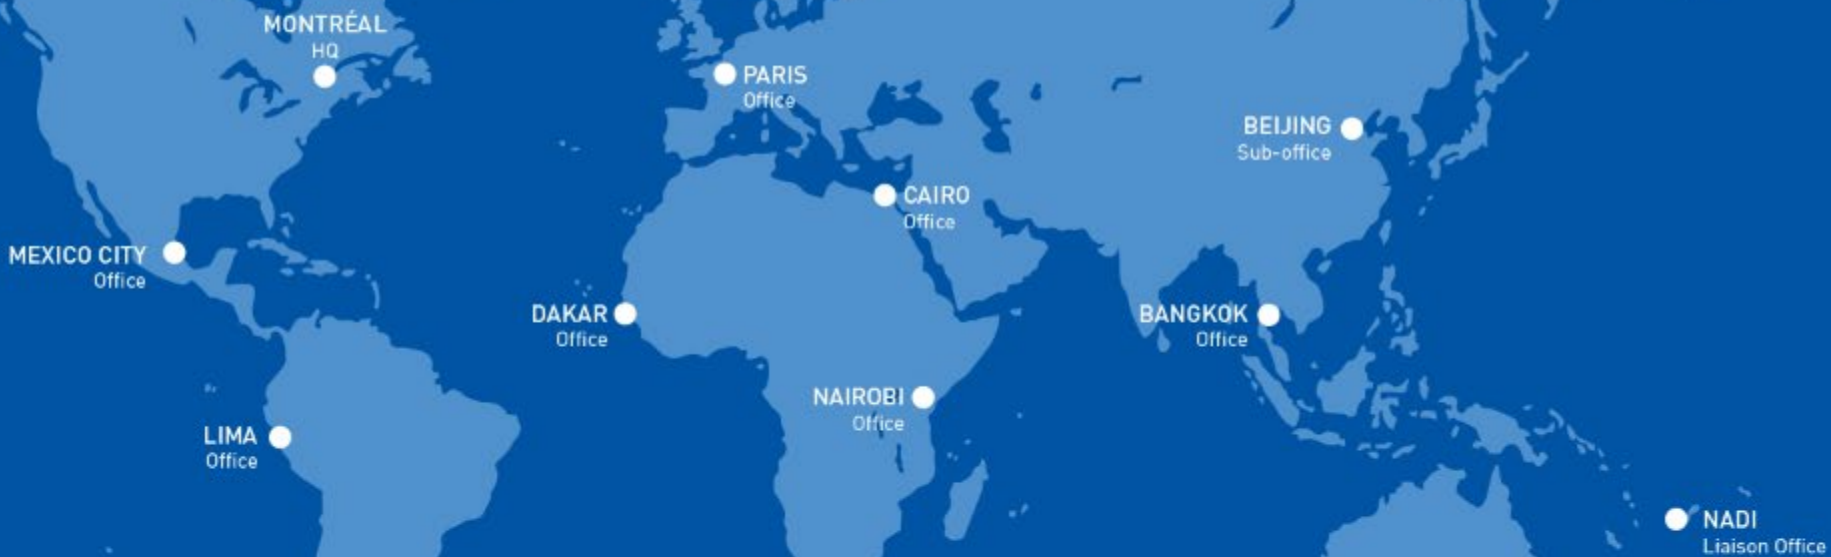 MONTRÉAL
HQ
PARIS
Office
BEIJING
Sub-office
CAIRO
Office
MEXICO CITY
Office
DAKAR
Office
BANGKOK
Office
NAIROBI
Office
LIMA
Office
NADI
Liaison Office